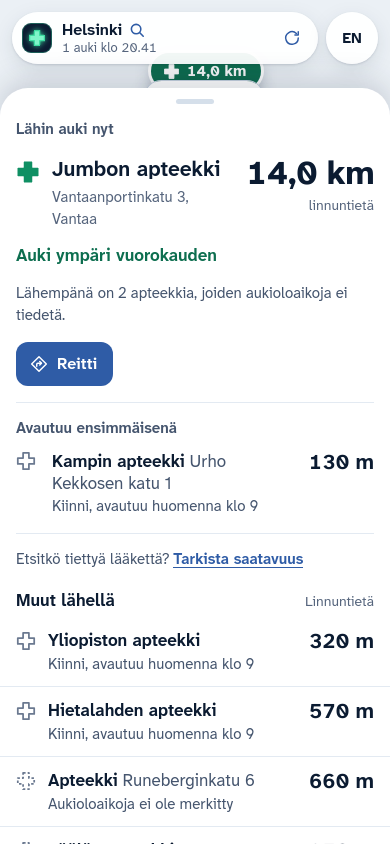 Helsinki
1 auki klo 20.41
EN
14,0 km
Lähin auki nyt
Jumbon apteekki 14,0 km
Vantaanportinkatu 3, linnuntietä
Vantaa
Auki ympäri vuorokauden
Lähempänä on 2 apteekkia, joiden aukioloaikoja ei
tiedetä.
Reitti
Avautuu ensimmäisenä
Kampin apteekki Urho 130 m
Kekkosen katu 1
Kiinni, avautuu huomenna klo 9
Etsitkö tiettyä lääkettä? Tarkista saatavuus
Muut lähellä Linnuntietä
Yliopiston apteekki 320 m
Kiinni, avautuu huomenna klo 9
Hietalahden apteekki 570 m
Kiinni, avautuu huomenna klo 9
Apteekki Runeberginkatu 6 660 m
Aukioloaikoja ei ole merkitty